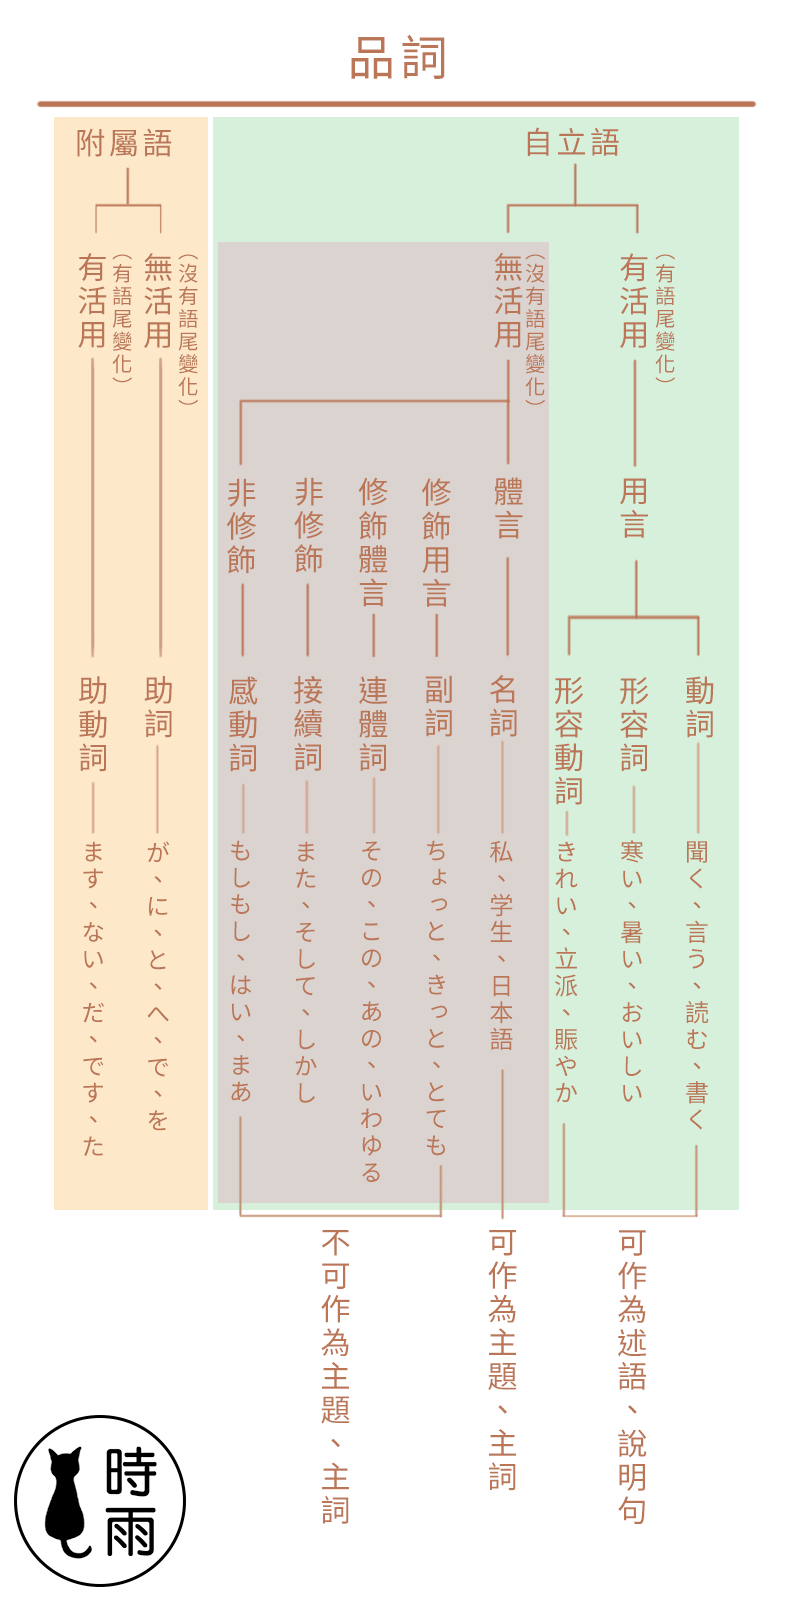 品詞
自立語
有活用
（有語尾變化）
用言
動詞
聞く、言う、読む、書く
形容詞
寒い、暑い、おいしい
形容動詞
きれい、立派、賑やか
可作為述語、說明句
無活用
（沒有語尾變化）
體言
名詞
私、学生、日本語
可作為主題、主詞
修飾用言
副詞
ちょっと、きっと、とても
修飾體言
連體詞
その、この、あの、いわゆる
非修飾
接續詞
また、そして、しかし
非修飾
感動詞
もしもし、はい、まあ
不可作為主題、主詞
附屬語
無活用
（沒有語尾變化）
助詞
が、に、と、へ、で、を
有活用
（有語尾變化）
助動詞
ます、ない、だ、です、た
時雨